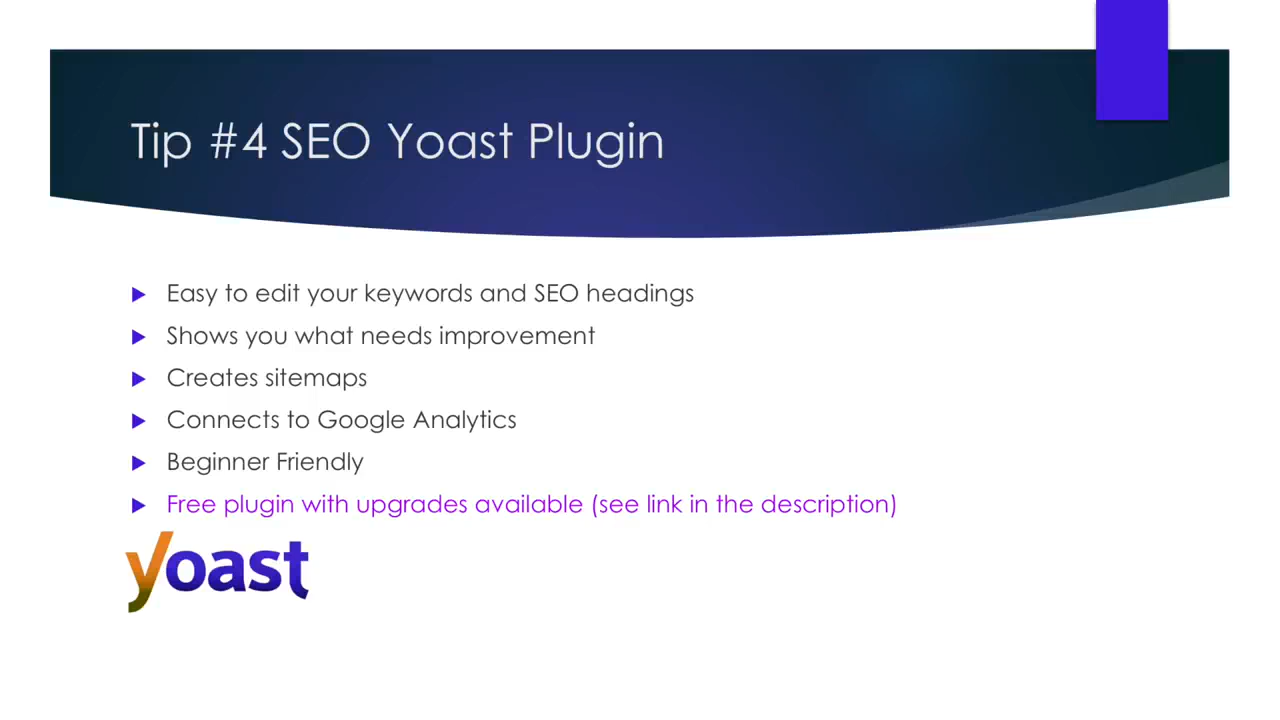 Tip #4 SEO Yoast Plugin
Easy to edit your keywords and SEO headings
Shows you what needs improvement
Creates sitemaps
Connects to Google Analytics
Beginner Friendly
Free plugin with upgrades available (see link in the description)
yoast